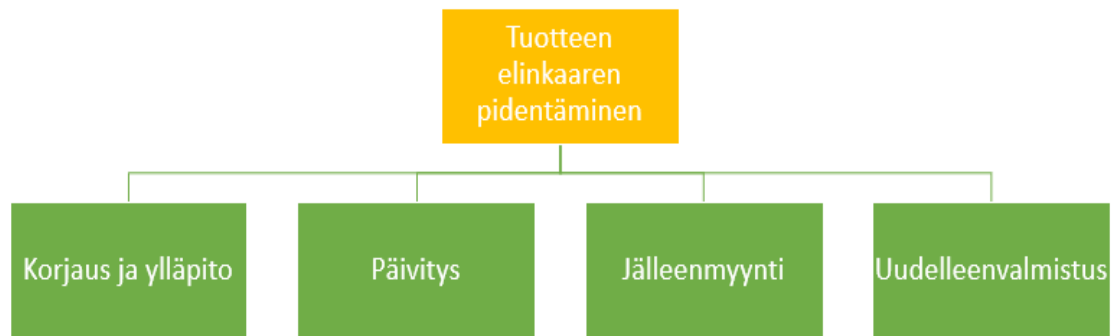 Tuotteen
elinkaaren
pidentäminen
Korjaus ja ylläpito
Päivitys
Jälleenmyynti
Uudelleenvalmistus